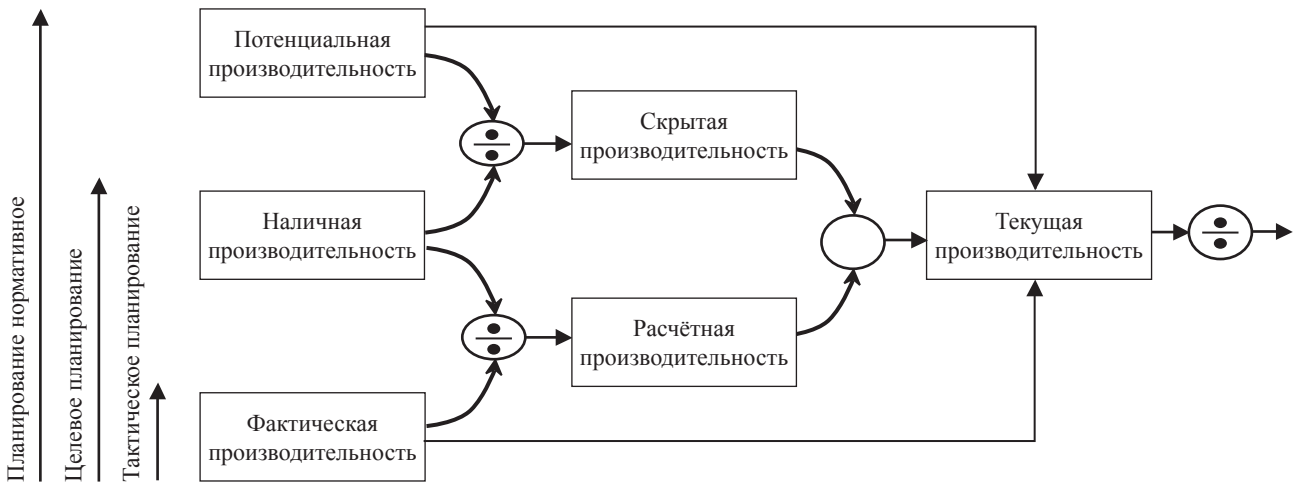 Планирование нормативное
Целевое планирование
Тактическое планирование
Потенциальная
производительность
Наличная
производительность
Фактическая
производительность
Скрытая
производительность
Расчётная
производительность
Текущая
производительность